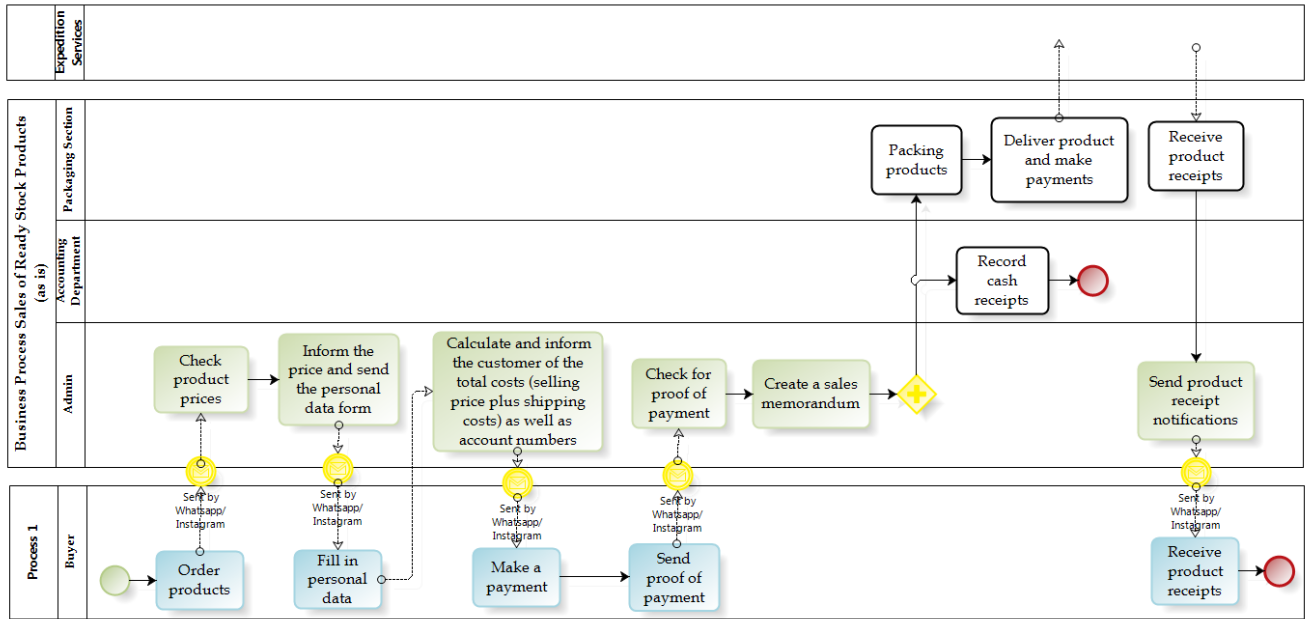 Expedition
Services
Business Process Sales of Ready Stock Products
(as is)
Packaging Section
Packing
products
Deliver product
and make
payments
Receive
product
receipts
Accounting
Department
Record
cash
receipts
Admin
Check
product
prices
Inform the
price and send
the personal
data form
Calculate and inform
the customer of the
total costs (selling
price plus shipping
costs) as well as
account numbers
Check for
proof of
payment
Create a sales
memorandum
Send product
receipt
notifications
Sent by
Whatsapp/
Instagram
Sent by
Whatsapp/
Instagram
Sent by
Whatsapp/
Instagram
Sent by
Whatsapp/
Instagram
Sent by
Whatsapp/
Instagram
Process 1
Buyer
Order
products
Fill in
personal
data
Make a
payment
Send
proof of
payment
Receive
product
receipts